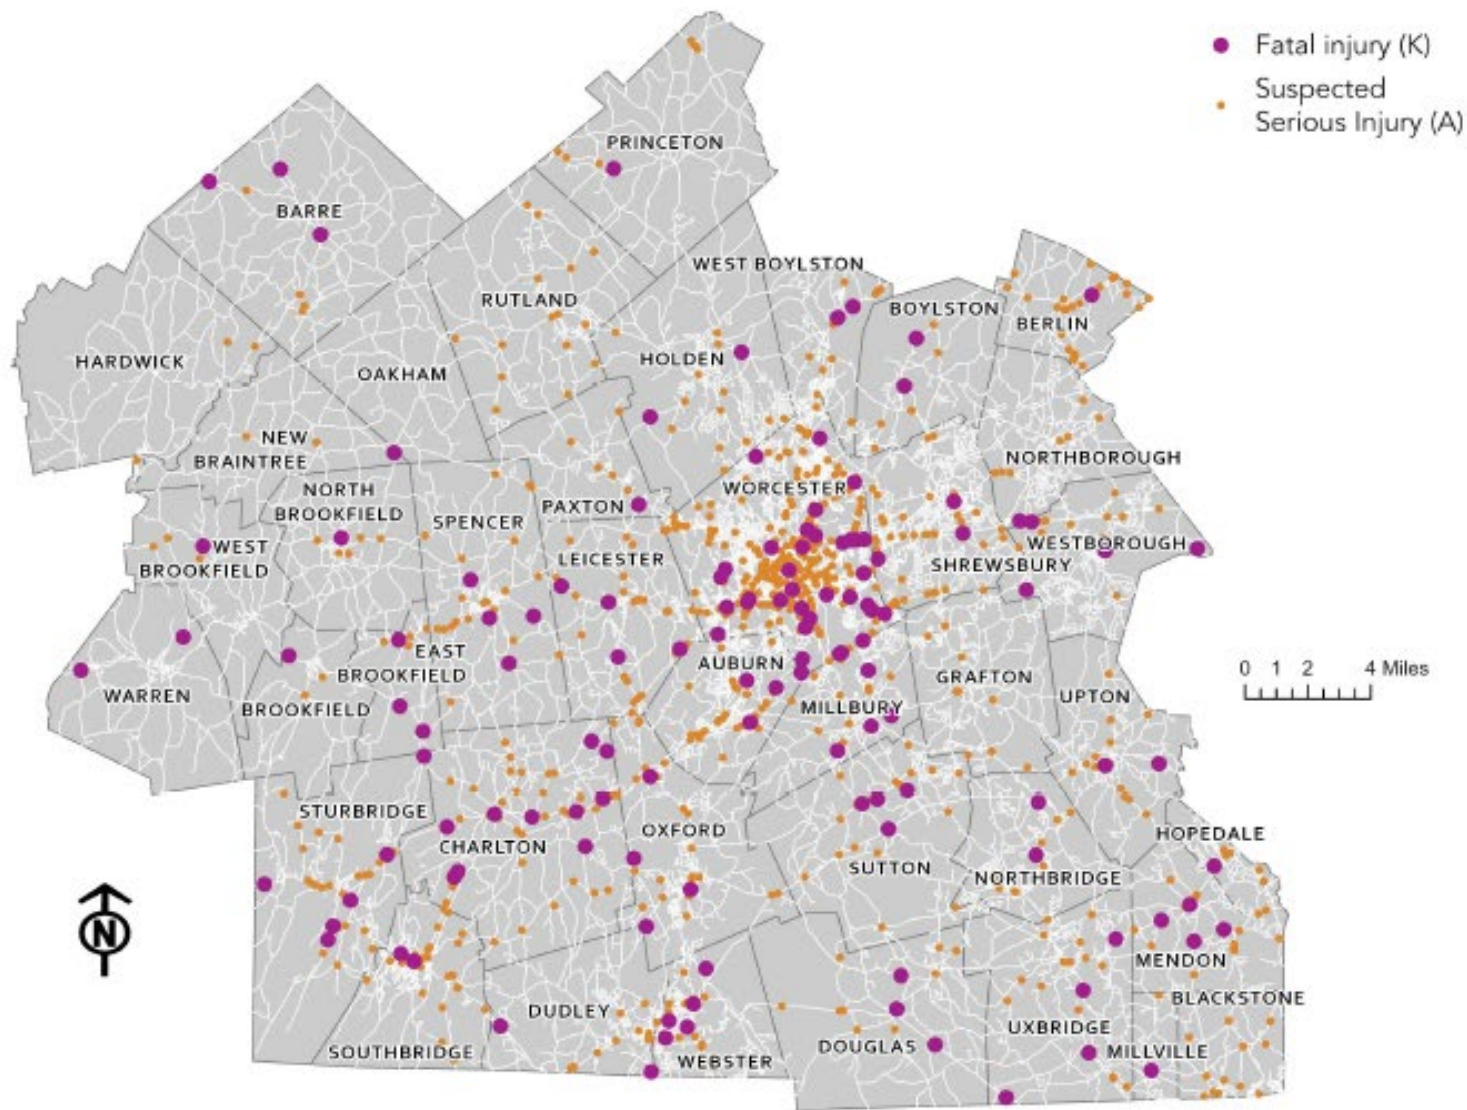 Fatal injury (K)
Suspected
Serious Injury (A)
PRINCETON
BARRE
WEST BOYLSTON
RUTLAND
BOYLSTON
BERLIN
HARDWICK
HOLDEN
OAKHAM
NEW
BRAINTREE
NORTHBOROUGH
NORTH
BROOKFIELD
WORCESTER
PAXTON
SPENCER
WEST
BROOKFIELD
LEICESTER
WESTBOROUGH
SHREWSBURY
EAST
BROOKFIELD
AUBURN
GRAFTON
0 1 2 4 Miles
WARREN
BROOKFIELD
MILLBURY
UPTON
STURBRIDGE
CHARLTON
OXFORD
HOPEDALE
SUTTON
NORTHBRIDGE
N
MENDON
BLACKSTONE
DUDLEY
UXBRIDGE
DOUGLAS
MILLVILLE
SOUTHBRIDGE
WEBSTER